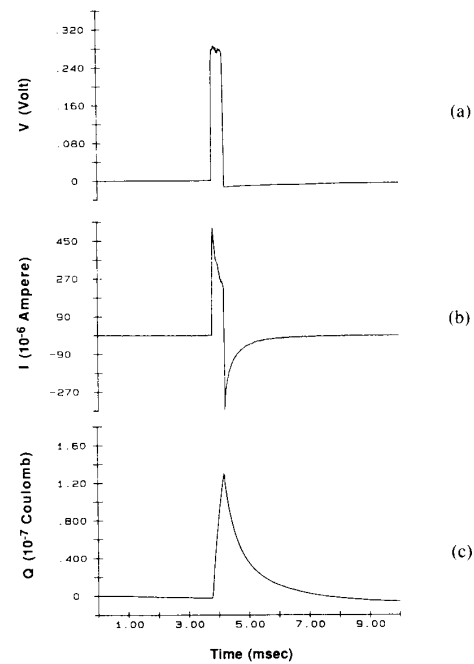 .320
.240
.160
.080
0
V (Volt)
(a)
450
270
90
-90
-270
I (10⁻⁶ Ampere)
(b)
1.60
1.20
.800
.400
0
Q (10⁻⁷ Coulomb)
(c)
1.00
3.00
5.00
7.00
9.00
Time (msec)